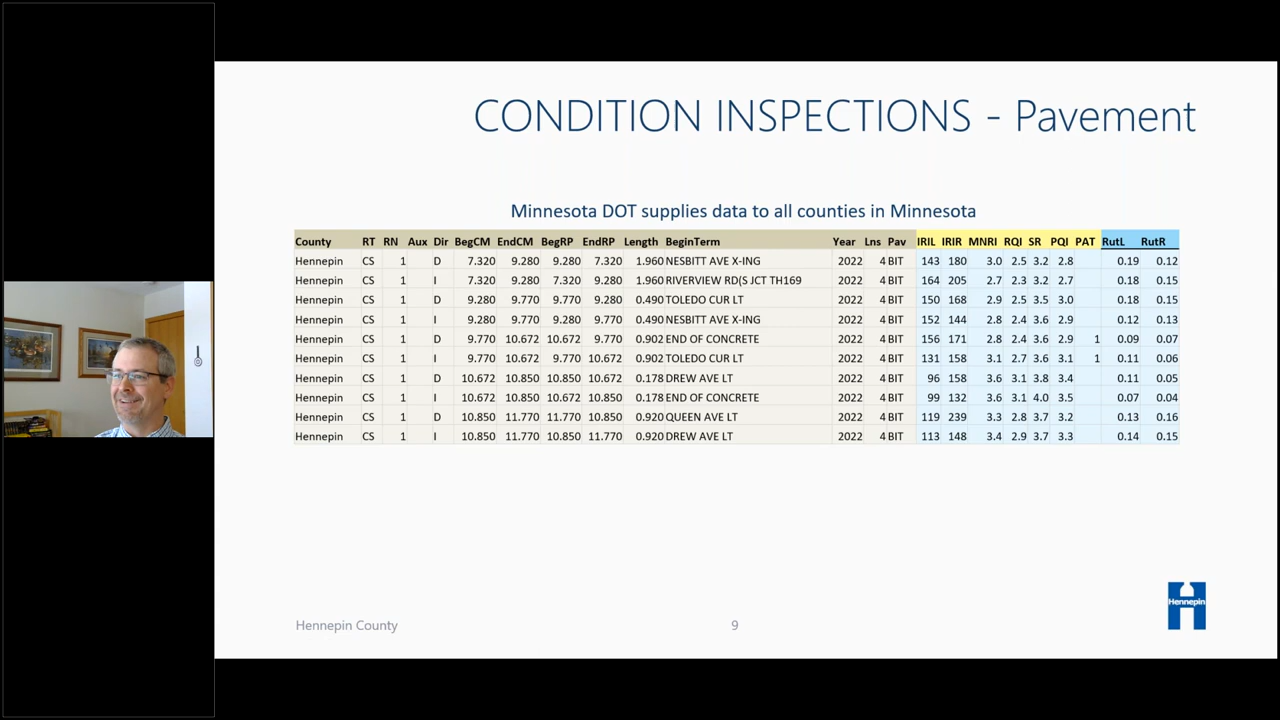 CONDITION INSPECTIONS - Pavement
Minnesota DOT supplies data to all counties in Minnesota
County RT RN Aux Dir BegCM EndCM BegRP EndRP Length BeginTerm Year Lns Pav IRIL IRIR MNRI RQI SR PQI PAT RutL RutR
Hennepin CS 1 D 7.320 9.280 9.280 7.320 1.960 NESBITT AVE X-ING 2022 4 BIT 143 180 3.0 2.5 3.2 2.8 0.19 0.12
Hennepin CS 1 I 7.320 9.280 7.320 9.280 1.960 RIVERVIEW RD(S JCT TH169 2022 4 BIT 164 205 2.7 2.3 3.2 2.7 0.18 0.15
Hennepin CS 1 D 9.280 9.770 9.770 9.280 0.490 TOLEDO CUR LT 2022 4 BIT 150 168 2.9 2.5 3.5 3.0 0.18 0.15
Hennepin CS 1 I 9.280 9.770 9.280 9.770 0.490 NESBITT AVE X-ING 2022 4 BIT 152 144 2.8 2.4 3.6 2.9 0.12 0.13
Hennepin CS 1 D 9.770 10.672 10.672 9.770 0.902 END OF CONCRETE 2022 4 BIT 156 171 2.8 2.4 3.6 2.9 1 0.09 0.07
Hennepin CS 1 I 9.770 10.672 9.770 10.672 0.902 TOLEDO CUR LT 2022 4 BIT 131 158 3.1 2.7 3.6 3.1 1 0.11 0.06
Hennepin CS 1 D 10.672 10.850 10.850 10.672 0.178 DREW AVE LT 2022 4 BIT 96 158 3.6 3.1 3.8 3.4 0.11 0.05
Hennepin CS 1 I 10.672 10.850 10.672 10.850 0.178 END OF CONCRETE 2022 4 BIT 99 132 3.6 3.1 4.0 3.5 0.07 0.04
Hennepin CS 1 D 10.850 11.770 11.770 10.850 0.920 QUEEN AVE LT 2022 4 BIT 119 239 3.3 2.8 3.7 3.2 0.13 0.16
Hennepin CS 1 I 10.850 11.770 10.850 11.770 0.920 DREW AVE LT 2022 4 BIT 113 148 3.4 2.9 3.7 3.3 0.14 0.15
Hennepin
Hennepin County 9